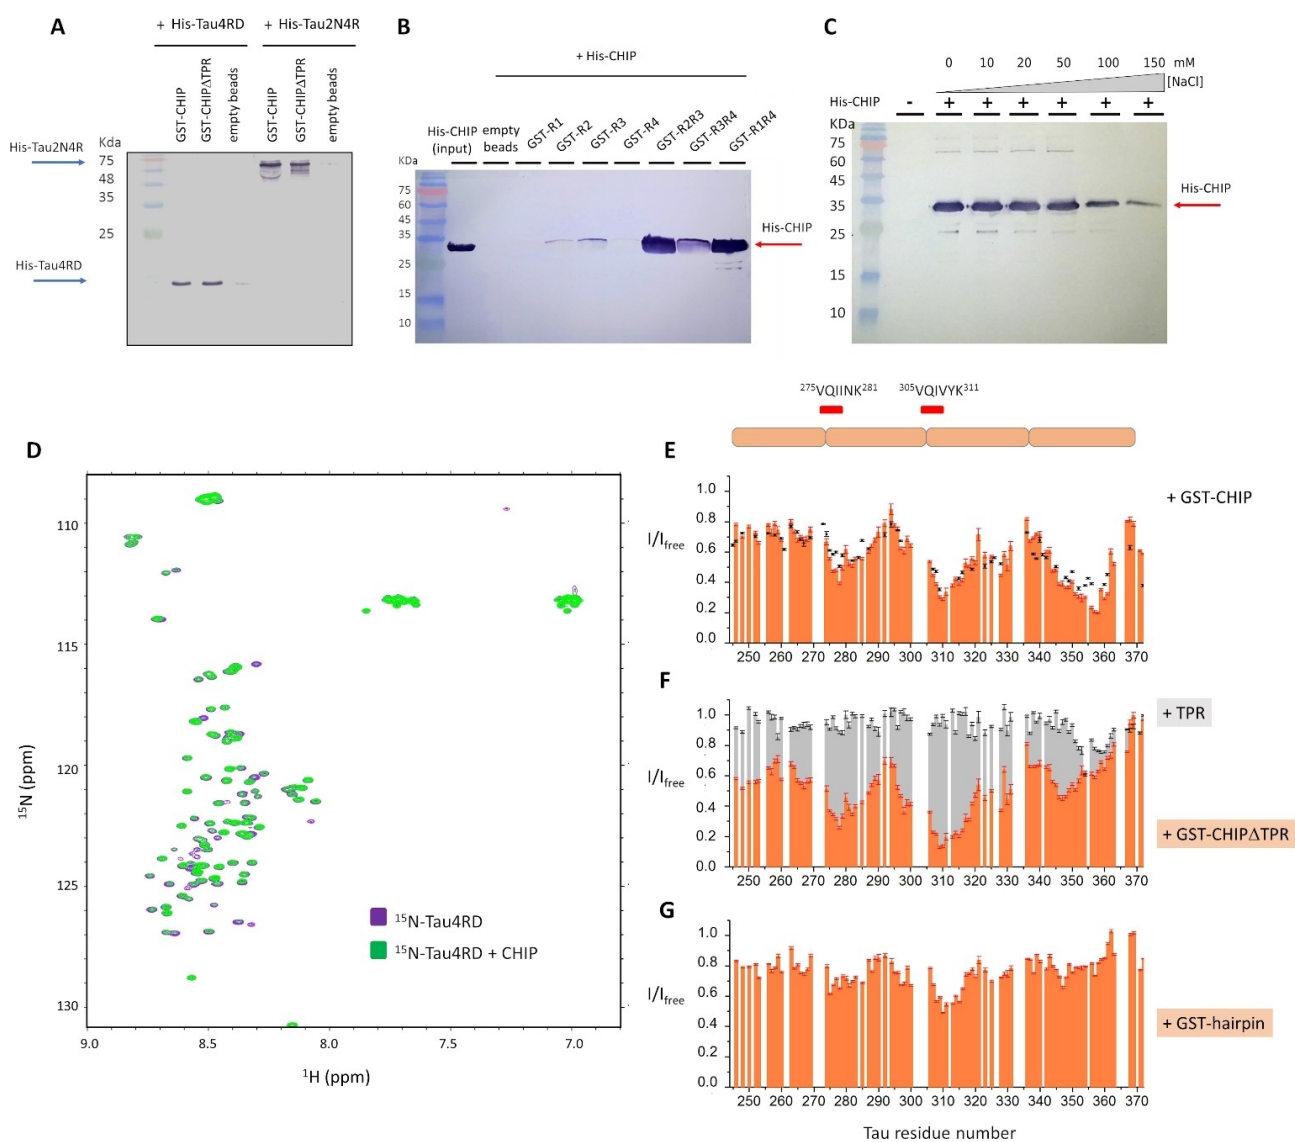 A
+ His-Tau4RD
+ His-Tau2N4R
GST-CHIP
GST-CHIPΔTPR
empty beads
GST-CHIP
GST-CHIPΔTPR
empty beads
Kda
75
48
35
25
His-Tau2N4R
His-Tau4RD
B
+ His-CHIP
His-CHIP
(input)
empty
beads
GST-R1
GST-R2
GST-R3
GST-R4
GST-R2R3
GST-R3R4
GST-R1R4
KDa
75
60
45
35
25
15
10
His-CHIP
C
0 10 20 50 100 150 mM
[NaCl]
His-CHIP - + + + + + +
KDa
75
60
45
35
25
15
10
His-CHIP
D
110
115
120
125
130
¹⁵N (ppm)
9.0 8.5 8.0 7.5 7.0
¹H (ppm)
¹⁵N-Tau4RD
¹⁵N-Tau4RD + CHIP
²⁷⁵VQIINK²⁸¹ ³⁰⁵VQIVYK³¹¹
E
+ GST-CHIP
I/I_free
1.0
0.8
0.6
0.4
0.2
0.0
250 260 270 280 290 300 310 320 330 340 350 360 370
F
+ TPR
+ GST-CHIPΔTPR
I/I_free
1.0
0.8
0.6
0.4
0.2
0.0
250 260 270 280 290 300 310 320 330 340 350 360 370
G
+ GST-hairpin
I/I_free
1.0
0.8
0.6
0.4
0.2
0.0
250 260 270 280 290 300 310 320 330 340 350 360 370
Tau residue number